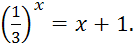 (1/3)^x = x + 1.